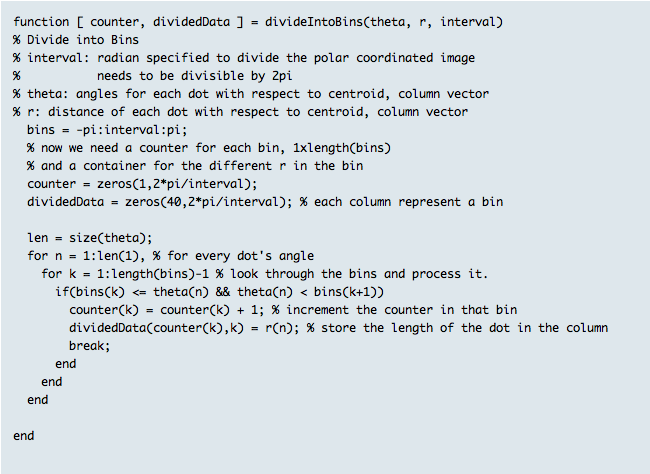 function [ counter, dividedData ] = divideIntoBins(theta, r, interval)
% Divide into Bins
% interval: radian specified to divide the polar coordinated image
%           needs to be divisible by 2pi
% theta: angles for each dot with respect to centroid, column vector
% r: distance of each dot with respect to centroid, column vector
  bins = -pi:interval:pi;
  % now we need a counter for each bin, 1xlength(bins)
  % and a container for the different r in the bin
  counter = zeros(1,2*pi/interval);
  dividedData = zeros(40,2*pi/interval); % each column represent a bin

  len = size(theta);
  for n = 1:len(1), % for every dot's angle
    for k = 1:length(bins)-1 % look through the bins and process it.
      if(bins(k) <= theta(n) && theta(n) < bins(k+1))
        counter(k) = counter(k) + 1; % increment the counter in that bin
        dividedData(counter(k),k) = r(n); % store the length of the dot in the column
        break;
      end
    end
  end

end